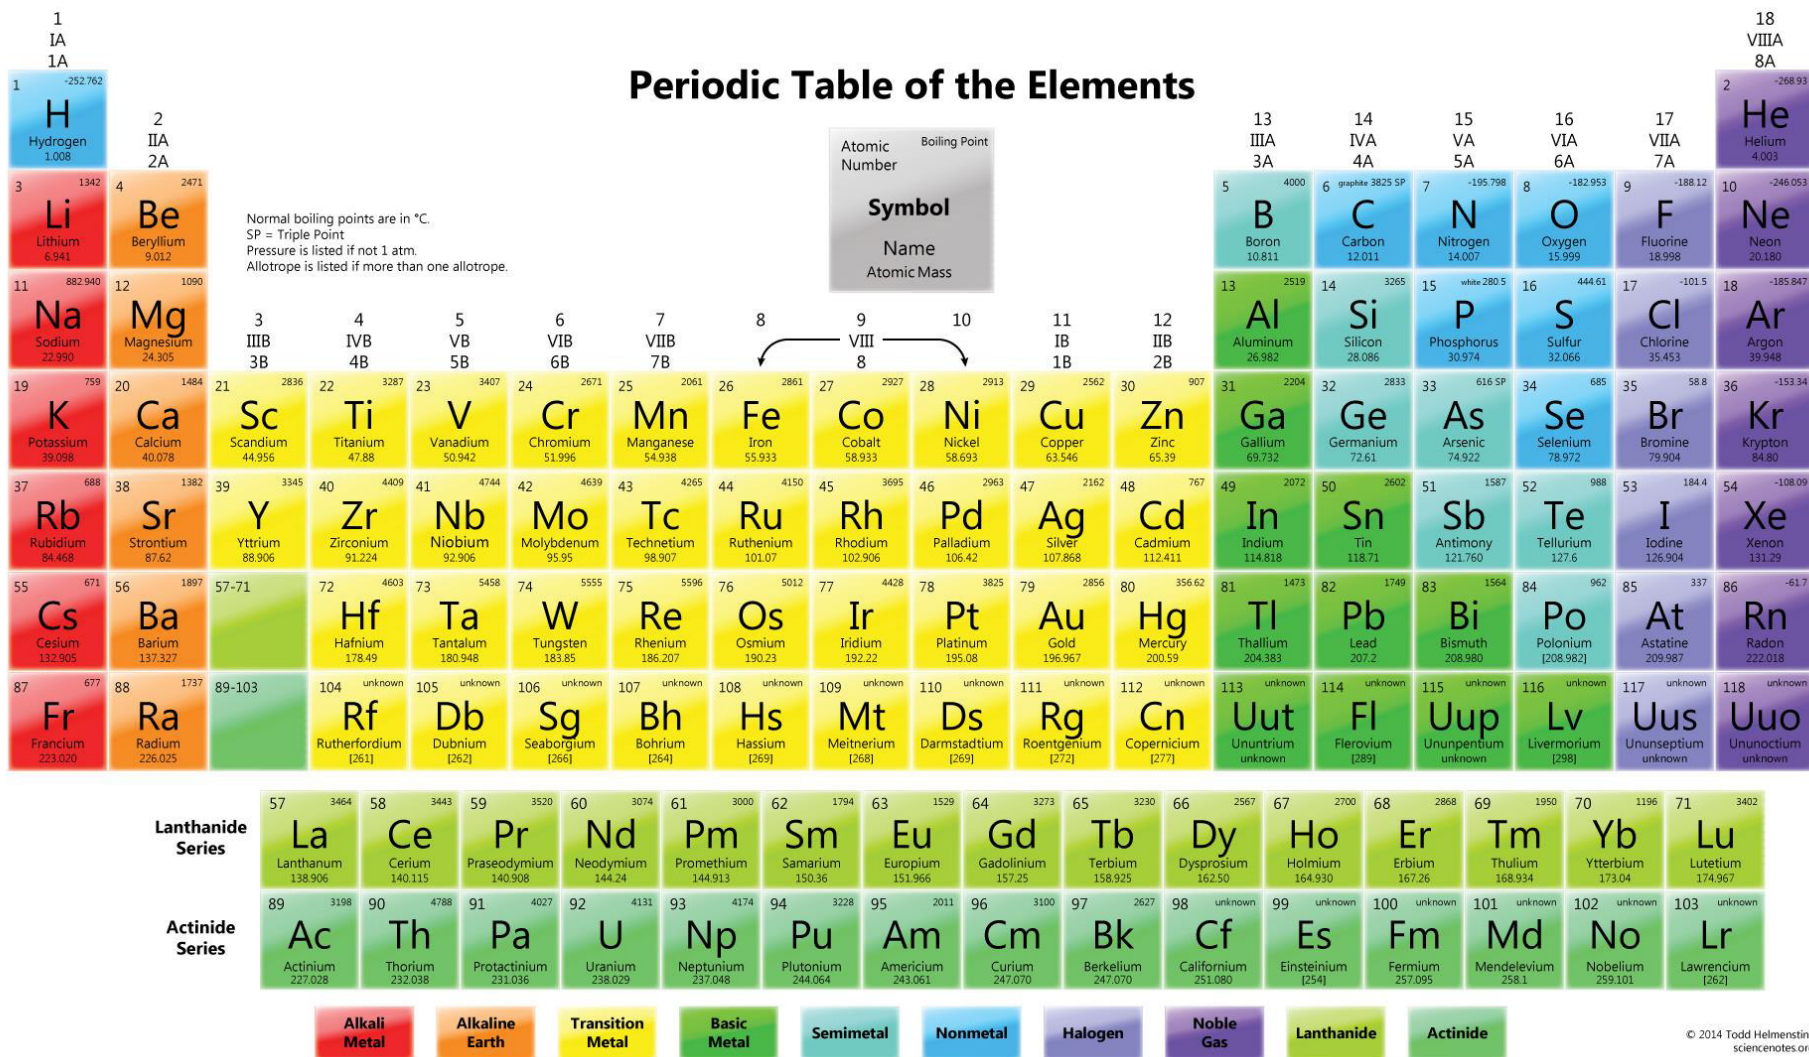 1
IA
1A
18
VIIIA
8A
Periodic Table of the Elements
1 -252.762
H
Hydrogen
1.008
2 -268.93
He
Helium
4.003
2
IIA
2A
13
IIIA
3A
14
IVA
4A
15
VA
5A
16
VIA
6A
17
VIIA
7A
Atomic Number
Boiling Point
Symbol
Name
Atomic Mass
3 1342
Li
Lithium
6.941
4 2471
Be
Beryllium
9.012
Normal boiling points are in °C.
SP = Triple Point
Pressure is listed if not 1 atm.
Allotrope is listed if more than one allotrope.
5 4000
B
Boron
10.811
6 graphite 3825 SP
C
Carbon
12.011
7 -195.798
N
Nitrogen
14.007
8 -182.953
O
Oxygen
15.999
9 -188.12
F
Fluorine
18.998
10 -246.053
Ne
Neon
20.180
11 882.940
Na
Sodium
22.990
12 1090
Mg
Magnesium
24.305
3
IIIB
3B
4
IVB
4B
5
VB
5B
6
VIB
6B
7
VIIB
7B
8
9
10
VIII
8
11
IB
1B
12
IIB
2B
13 2519
Al
Aluminum
26.982
14 3265
Si
Silicon
28.086
15 white 280.5
P
Phosphorus
30.974
16 444.61
S
Sulfur
32.066
17 -101.5
Cl
Chlorine
35.453
18 -185.847
Ar
Argon
39.948
19 759
K
Potassium
39.098
20 1484
Ca
Calcium
40.078
21 2836
Sc
Scandium
44.956
22 3287
Ti
Titanium
47.88
23 3407
V
Vanadium
50.942
24 2671
Cr
Chromium
51.996
25 2061
Mn
Manganese
54.938
26 2861
Fe
Iron
55.933
27 2927
Co
Cobalt
58.933
28 2913
Ni
Nickel
58.693
29 2562
Cu
Copper
63.546
30 907
Zn
Zinc
65.39
31 2204
Ga
Gallium
69.732
32 2833
Ge
Germanium
72.61
33 616 SP
As
Arsenic
74.922
34 685
Se
Selenium
78.972
35 58.8
Br
Bromine
79.904
36 -153.34
Kr
Krypton
84.80
37 688
Rb
Rubidium
84.468
38 1382
Sr
Strontium
87.62
39 3345
Y
Yttrium
88.906
40 4409
Zr
Zirconium
91.224
41 4744
Nb
Niobium
92.906
42 4639
Mo
Molybdenum
95.95
43 4265
Tc
Technetium
98.907
44 4150
Ru
Ruthenium
101.07
45 3695
Rh
Rhodium
102.906
46 2963
Pd
Palladium
106.42
47 2162
Ag
Silver
107.868
48 767
Cd
Cadmium
112.411
49 2072
In
Indium
114.818
50 2602
Sn
Tin
118.71
51 1587
Sb
Antimony
121.760
52 988
Te
Tellurium
127.6
53 184.4
I
Iodine
126.904
54 -108.09
Xe
Xenon
131.29
55 671
Cs
Cesium
132.905
56 1897
Ba
Barium
137.327
57-71
72 4603
Hf
Hafnium
178.49
73 5458
Ta
Tantalum
180.948
74 5555
W
Tungsten
183.85
75 5596
Re
Rhenium
186.207
76 5012
Os
Osmium
190.23
77 4428
Ir
Iridium
192.22
78 3825
Pt
Platinum
195.08
79 2856
Au
Gold
196.967
80 356.62
Hg
Mercury
200.59
81 1473
Tl
Thallium
204.383
82 1749
Pb
Lead
207.2
83 1564
Bi
Bismuth
208.980
84 962
Po
Polonium
[208.982]
85 337
At
Astatine
209.987
86 -61.7
Rn
Radon
222.018
87 677
Fr
Francium
223.020
88 1737
Ra
Radium
226.025
89-103
104 unknown
Rf
Rutherfordium
[261]
105 unknown
Db
Dubnium
[262]
106 unknown
Sg
Seaborgium
[266]
107 unknown
Bh
Bohrium
[264]
108 unknown
Hs
Hassium
[269]
109 unknown
Mt
Meitnerium
[268]
110 unknown
Ds
Darmstadtium
[269]
111 unknown
Rg
Roentgenium
[272]
112 unknown
Cn
Copernicium
[277]
113 unknown
Uut
Ununtrium
unknown
114 unknown
Fl
Flerovium
[289]
115 unknown
Uup
Ununpentium
unknown
116 unknown
Lv
Livermorium
[298]
117 unknown
Uus
Ununseptium
unknown
118 unknown
Uuo
Ununoctium
unknown
Lanthanide
Series
57 3464
La
Lanthanum
138.906
58 3443
Ce
Cerium
140.115
59 3520
Pr
Praseodymium
140.908
60 3074
Nd
Neodymium
144.24
61 3000
Pm
Promethium
144.913
62 1794
Sm
Samarium
150.36
63 1529
Eu
Europium
151.966
64 3273
Gd
Gadolinium
157.25
65 3230
Tb
Terbium
158.925
66 2567
Dy
Dysprosium
162.50
67 2700
Ho
Holmium
164.930
68 2868
Er
Erbium
167.26
69 1950
Tm
Thulium
168.934
70 1196
Yb
Ytterbium
173.04
71 3402
Lu
Lutetium
174.967
Actinide
Series
89 3198
Ac
Actinium
227.028
90 4788
Th
Thorium
232.038
91 4027
Pa
Protactinium
231.036
92 4131
U
Uranium
238.029
93 4174
Np
Neptunium
237.048
94 3228
Pu
Plutonium
244.064
95 2011
Am
Americium
243.061
96 3100
Cm
Curium
247.070
97 2627
Bk
Berkelium
247.070
98 unknown
Cf
Californium
251.080
99 unknown
Es
Einsteinium
[254]
100 unknown
Fm
Fermium
257.095
101 unknown
Md
Mendelevium
258.1
102 unknown
No
Nobelium
259.101
103 unknown
Lr
Lawrencium
[262]
Alkali
Metal
Alkaline
Earth
Transition
Metal
Basic
Metal
Semimetal
Nonmetal
Halogen
Noble
Gas
Lanthanide
Actinide
© 2014 Todd Helmenstin
sciencenotes.or